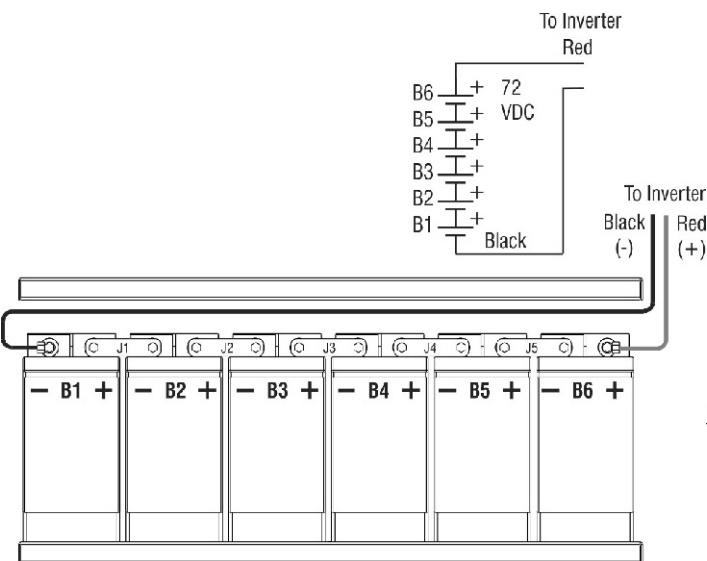 To Inverter
Red
B6 + 72
B5 + VDC
B4 +
B3 +
B2 +
B1 +
Black
To Inverter
Black Red
(-) (+)
J1 J2 J3 J4 J5
− B1 + − B2 + − B3 + − B4 + − B5 + − B6 +